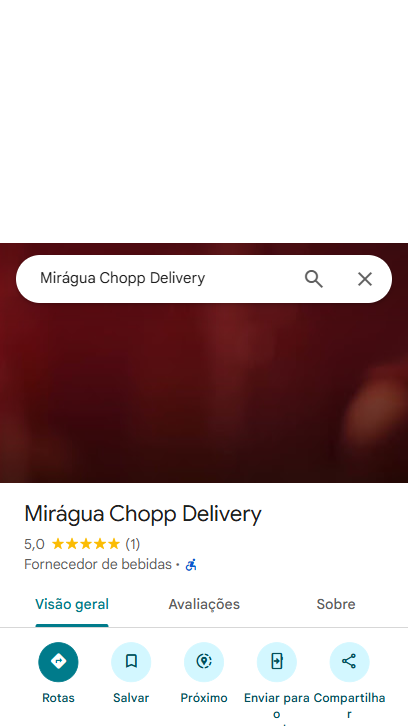 Mirágua Chopp Delivery
Mirágua Chopp Delivery
5,0 (1)
Fornecedor de bebidas ·
Visão geral
Avaliações
Sobre
Rotas
Salvar
Próximo
Enviar para
o
Compartilha
r